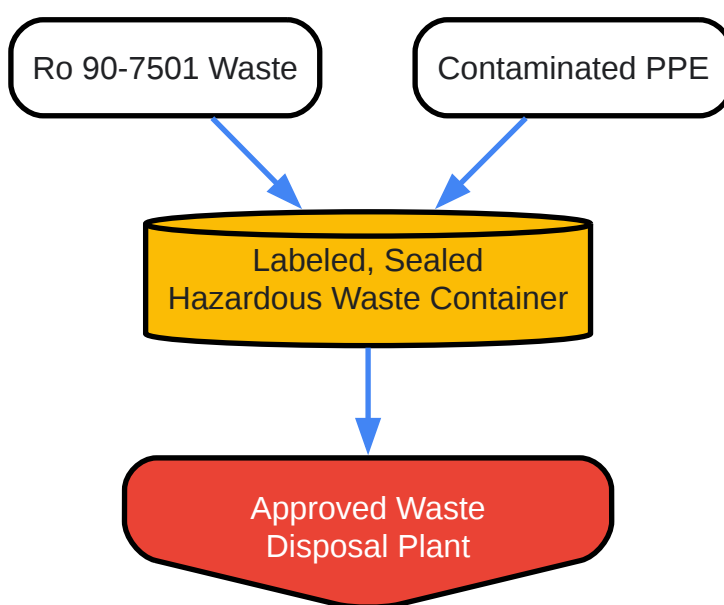 Ro 90-7501 Waste
Contaminated PPE
Labeled, Sealed
Hazardous Waste Container
Approved Waste
Disposal Plant